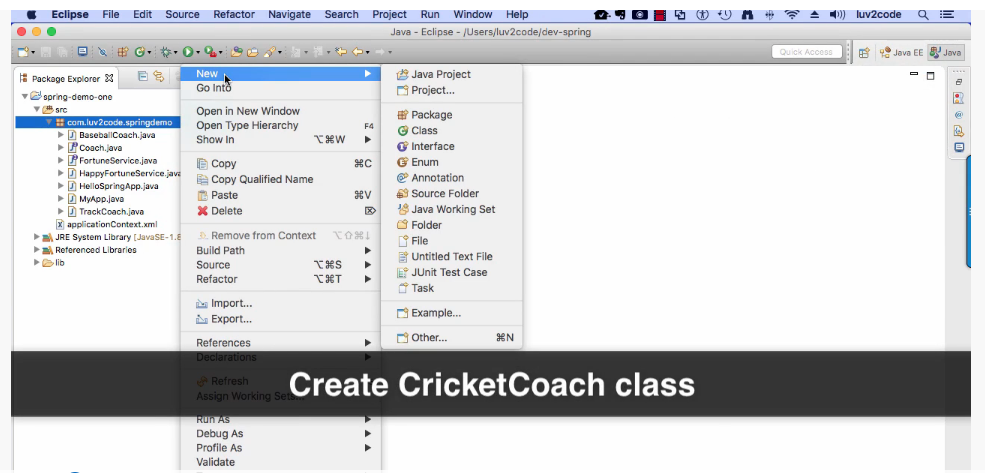 Eclipse File Edit Source Refactor Navigate Search Project Run Window Help luv2code
Java - Eclipse - /Users/luv2code/dev-spring
Quick Access Java EE Java
Package Explorer
spring-demo-one
src
com.luv2code.springdemo
BaseballCoach.java
Coach.java
FortuneService.java
HappyFortuneService.java
HelloSpringApp.java
MyApp.java
TrackCoach.java
applicationContext.xml
JRE System Library [JavaSE-1.8
Referenced Libraries
lib
New
Go Into
Open in New Window
Open Type Hierarchy F4
Show In ⌥⌘W
Copy ⌘C
Copy Qualified Name
Paste ⌘V
Delete ⌦
Remove from Context ⌥⇧⌘↓
Build Path
Source ⌥⌘S
Refactor ⌥⌘T
Import...
Export...
References
Declarations
Refresh
Assign Working Sets...
Run As
Debug As
Profile As
Validate
Java Project
Project...
Package
Class
Interface
Enum
Annotation
Source Folder
Java Working Set
Folder
File
Untitled Text File
JUnit Test Case
Task
Example...
Other... ⌘N
Create CricketCoach class